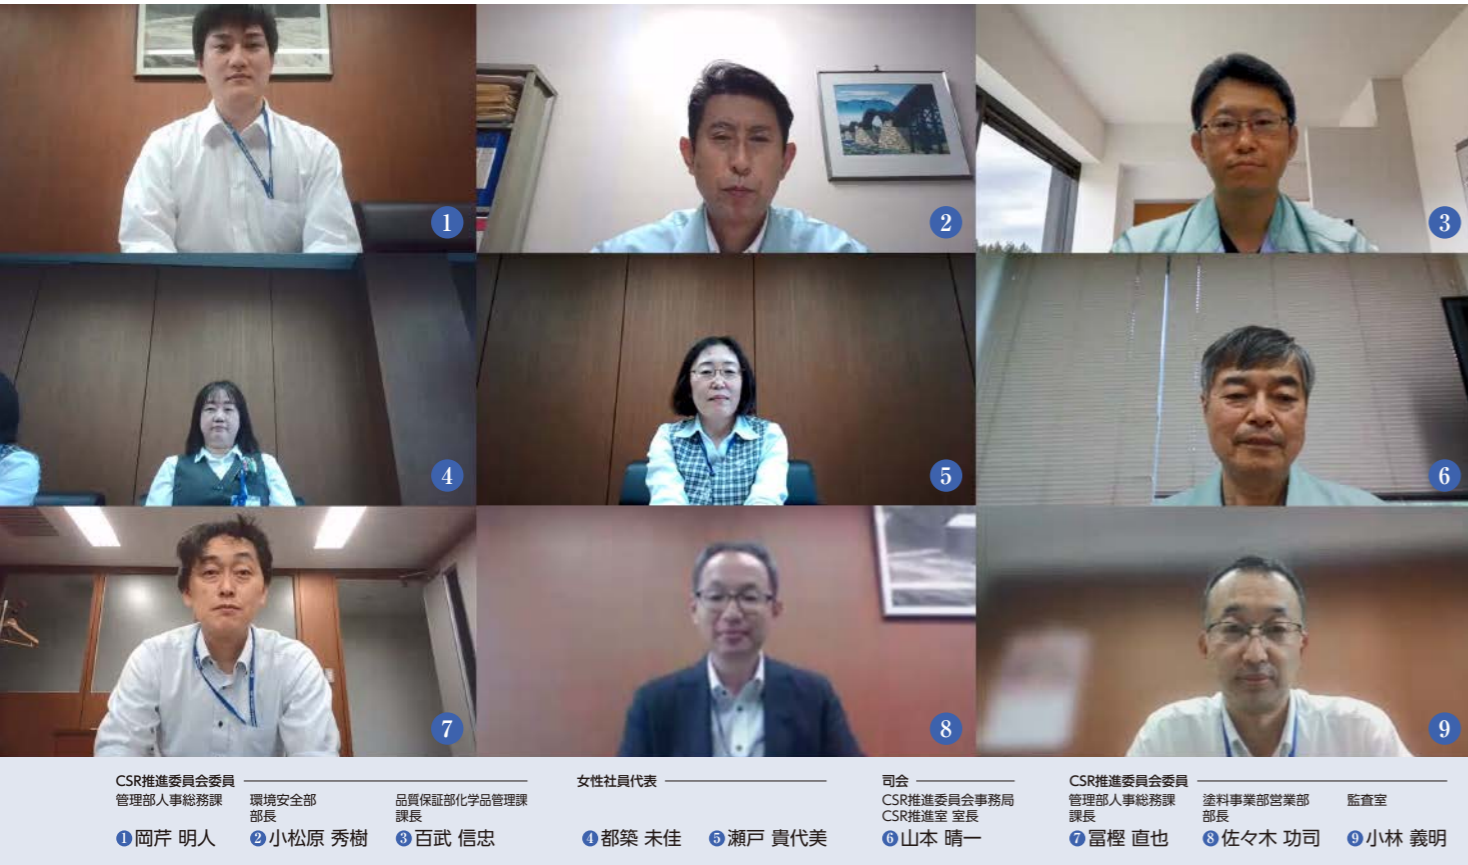 1
2
3
4
5
6
7
8
9
CSR推進委員会委員
管理部人事総務課
❶岡芹 明人
環境安全部
部長
❷小松原 秀樹
品質保証部化学品管理課
課長
❸百武 信忠
女性社員代表
❹都築 未佳
❺瀬戸 貴代美
司会
CSR推進委員会事務局
CSR推進室 室長
❻山本 晴一
CSR推進委員会委員
管理部人事総務課
課長
❼冨樫 直也
塗料事業部営業部
部長
❽佐々木 功司
監査室
❾小林 義明